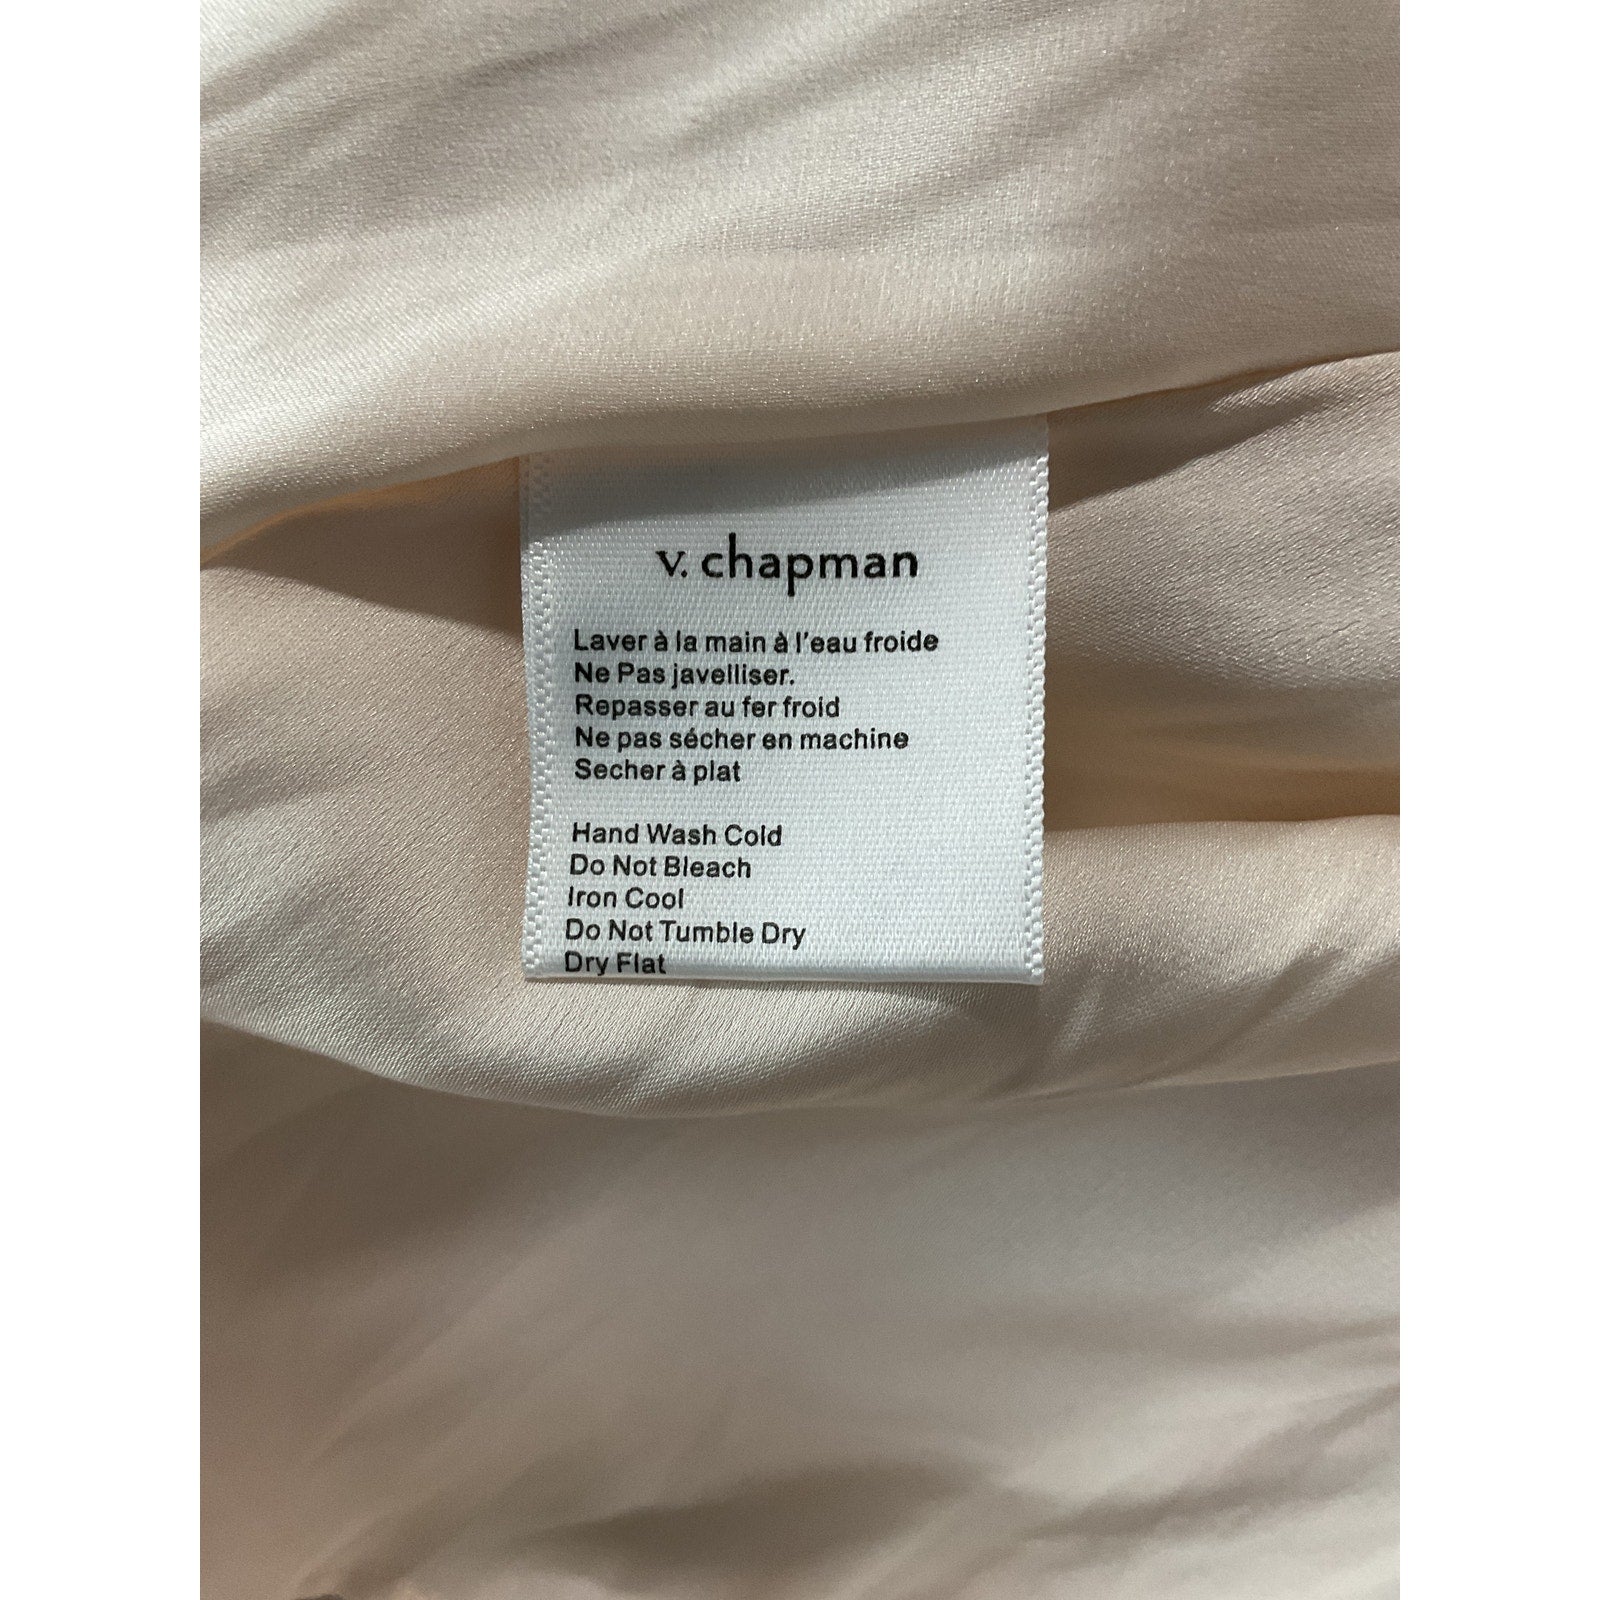 v. chapman
Laver à la main à l'eau froide
Ne Pas javelliser.
Repasser au fer froid
Ne pas sécher en machine
Secher à plat
Hand Wash Cold
Do Not Bleach
Iron Cool
Do Not Tumble Dry
Dry Flat